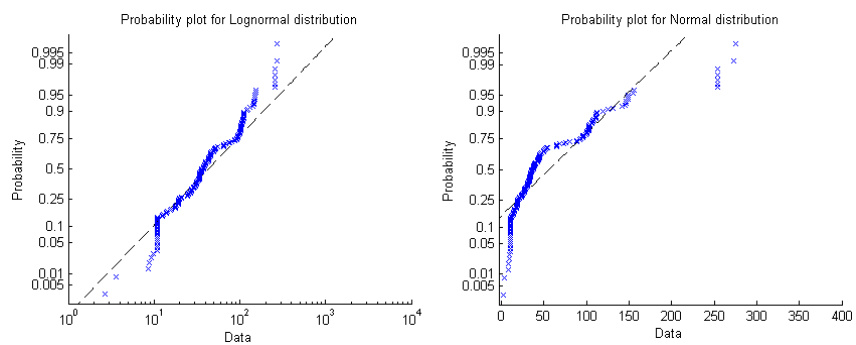 Probability plot for Lognormal distribution
0.995
0.99
0.95
0.9
0.75
0.5
0.25
0.1
0.05
0.01
0.005
Probability
10^0 10^1 10^2 10^3 10^4
Data
Probability plot for Normal distribution
0.995
0.99
0.95
0.9
0.75
0.5
0.25
0.1
0.05
0.01
0.005
Probability
0 50 100 150 200 250 300 350 400
Data